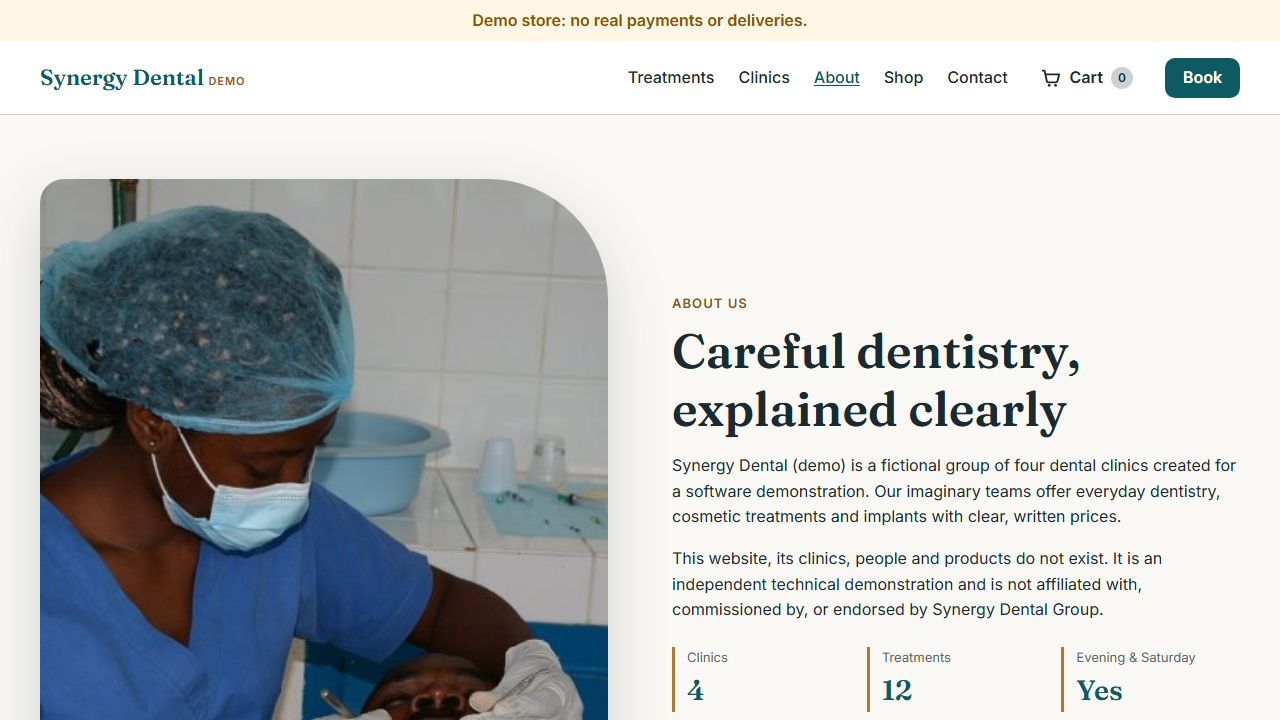 Demo store: no real payments or deliveries.
Synergy Dental DEMO
Treatments Clinics About Shop Contact Cart 0 Book
ABOUT US
Careful dentistry,
explained clearly
Synergy Dental (demo) is a fictional group of four dental clinics created for
a software demonstration. Our imaginary teams offer everyday dentistry,
cosmetic treatments and implants with clear, written prices.
This website, its clinics, people and products do not exist. It is an
independent technical demonstration and is not affiliated with,
commissioned by, or endorsed by Synergy Dental Group.
Clinics Treatments Evening & Saturday
4 12 Yes